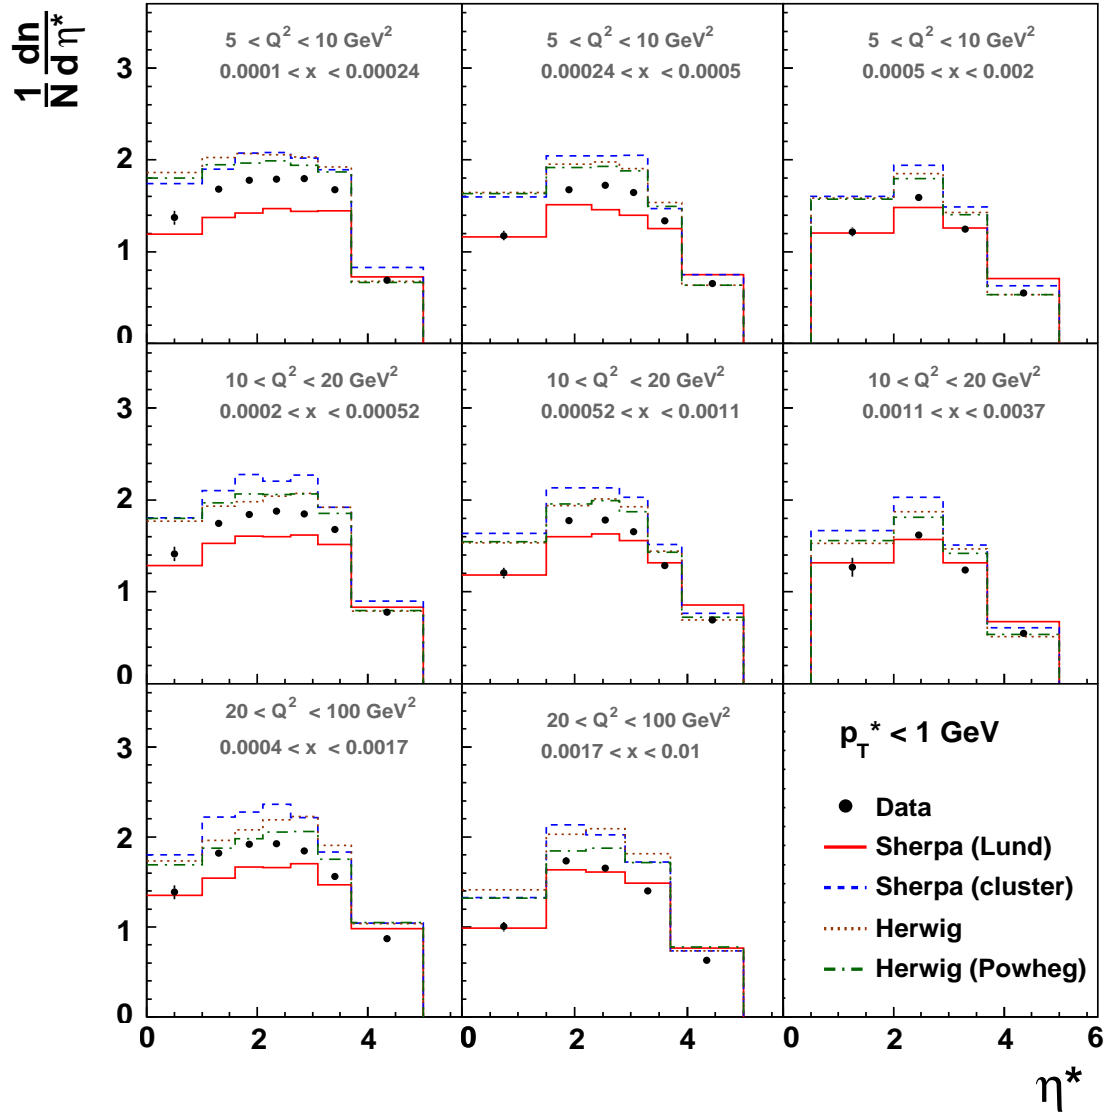 1 dn
N d η*
5 < Q² < 10 GeV²
0.0001 < x < 0.00024
5 < Q² < 10 GeV²
0.00024 < x < 0.0005
5 < Q² < 10 GeV²
0.0005 < x < 0.002
3
2
1
0
10 < Q² < 20 GeV²
0.0002 < x < 0.00052
10 < Q² < 20 GeV²
0.00052 < x < 0.0011
10 < Q² < 20 GeV²
0.0011 < x < 0.0037
3
2
1
0
20 < Q² < 100 GeV²
0.0004 < x < 0.0017
20 < Q² < 100 GeV²
0.0017 < x < 0.01
3
2
1
0
p_T* < 1 GeV
Data
Sherpa (Lund)
Sherpa (cluster)
Herwig
Herwig (Powheg)
0 2 4 0 2 4 0 2 4 6
η*